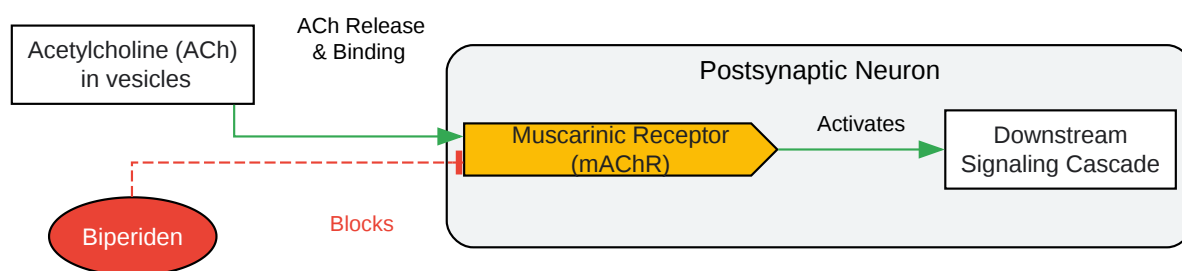 Acetylcholine (ACh)
in vesicles
ACh Release
& Binding
Postsynaptic Neuron
Muscarinic Receptor
(mAChR)
Activates
Downstream
Signaling Cascade
Biperiden
Blocks